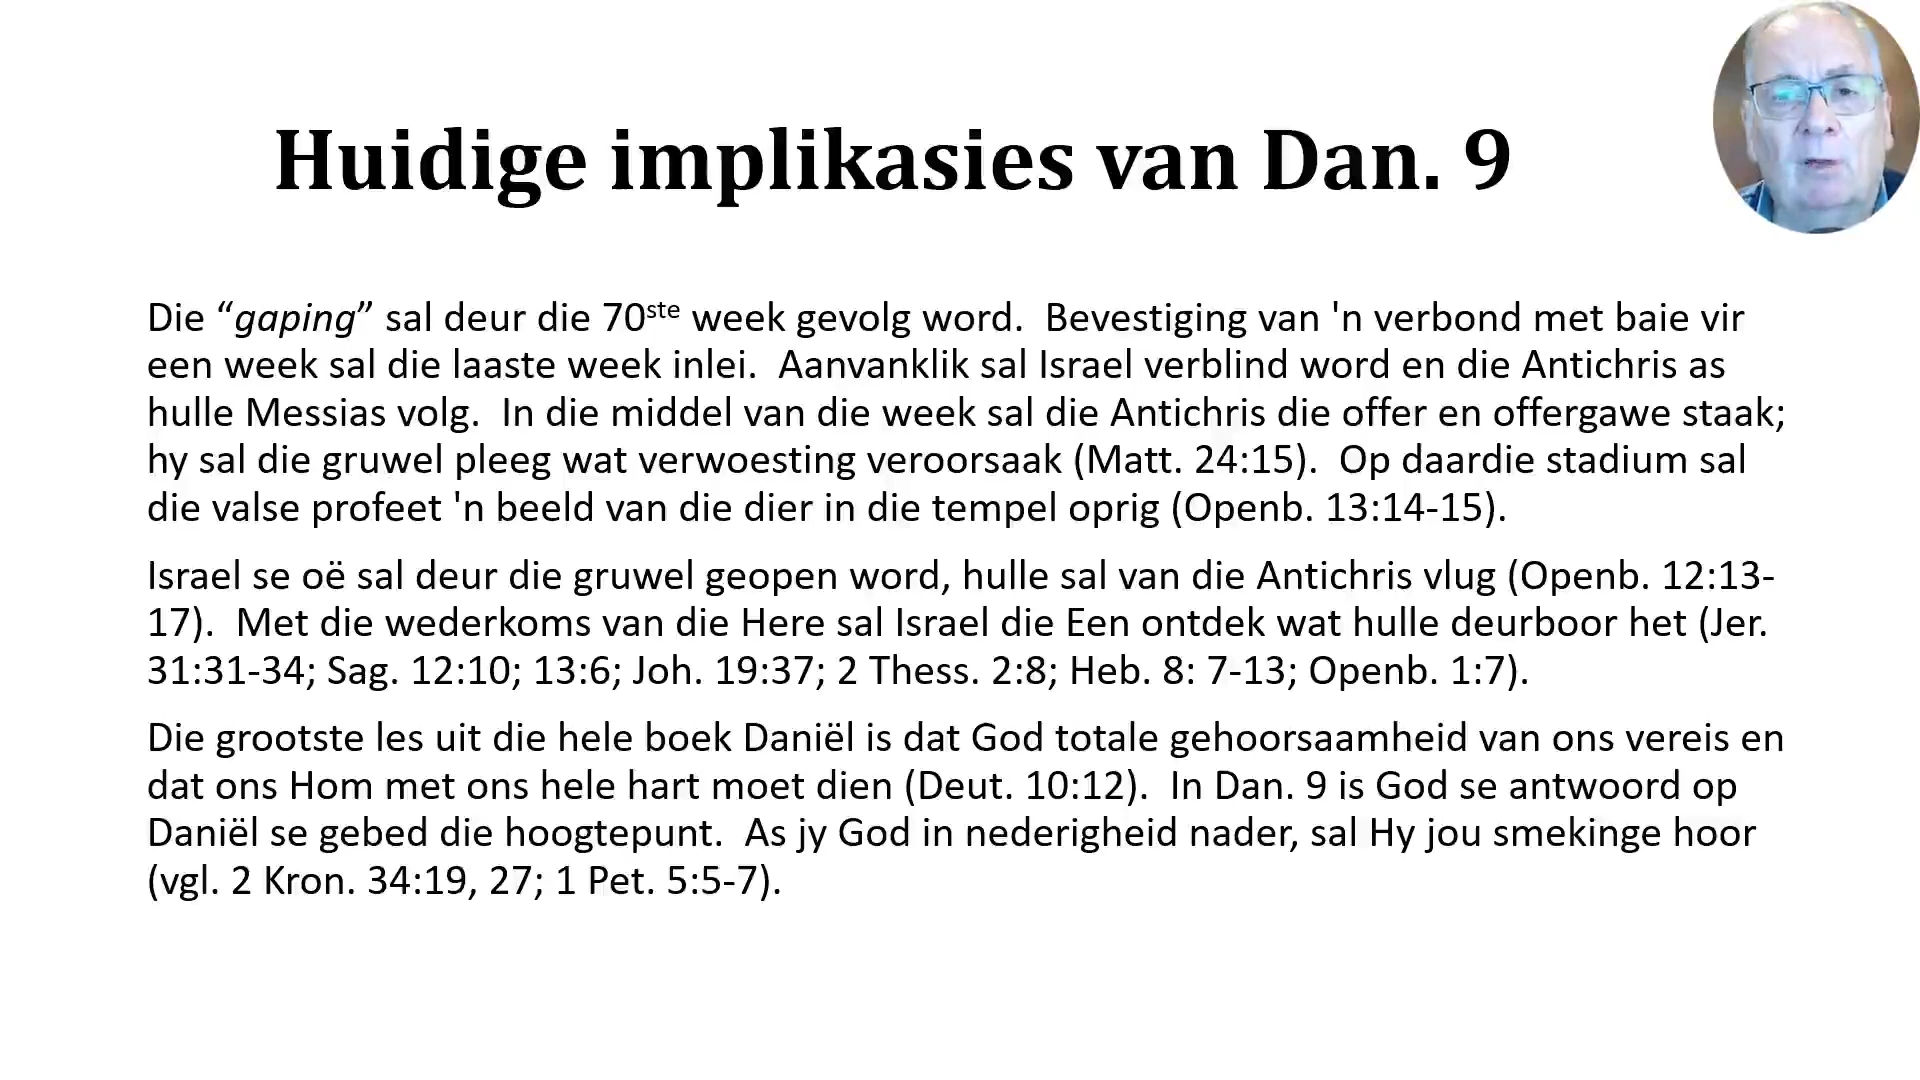 Huidige implikasies van Dan. 9
Die “gaping” sal deur die 70ste week gevolg word.  Bevestiging van 'n verbond met baie vir
een week sal die laaste week inlei.  Aanvanklik sal Israel verblind word en die Antichris as
hulle Messias volg.  In die middel van die week sal die Antichris die offer en offergawe staak;
hy sal die gruwel pleeg wat verwoesting veroorsaak (Matt. 24:15).  Op daardie stadium sal
die valse profeet 'n beeld van die dier in die tempel oprig (Openb. 13:14-15).
Israel se oë sal deur die gruwel geopen word, hulle sal van die Antichris vlug (Openb. 12:13-
17).  Met die wederkoms van die Here sal Israel die Een ontdek wat hulle deurboor het (Jer.
31:31-34; Sag. 12:10; 13:6; Joh. 19:37; 2 Thess. 2:8; Heb. 8: 7-13; Openb. 1:7).
Die grootste les uit die hele boek Daniël is dat God totale gehoorsaamheid van ons vereis en
dat ons Hom met ons hele hart moet dien (Deut. 10:12).  In Dan. 9 is God se antwoord op
Daniël se gebed die hoogtepunt.  As jy God in nederigheid nader, sal Hy jou smekinge hoor
(vgl. 2 Kron. 34:19, 27; 1 Pet. 5:5-7).